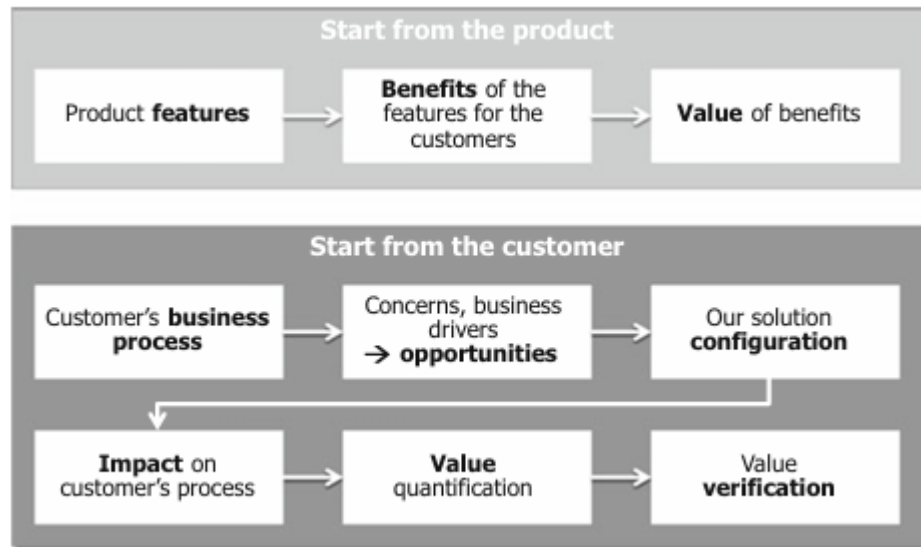 Start from the product
Product features
Benefits of the
features for the
customers
Value of benefits
Start from the customer
Customer's business
process
Concerns, business
drivers
→ opportunities
Our solution
configuration
Impact on
customer's process
Value
quantification
Value
verification